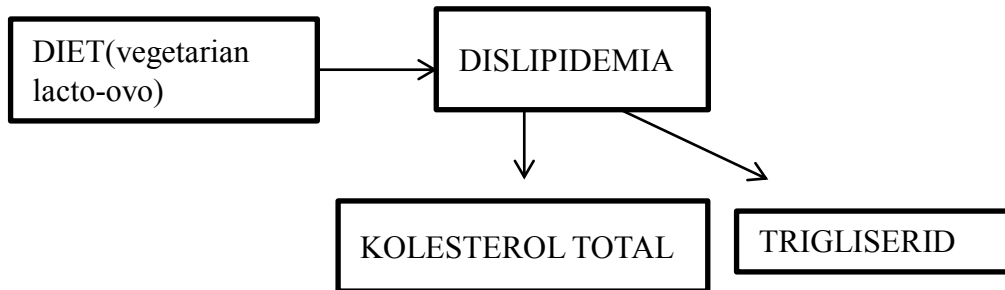 DIET(vegetarian
lacto-ovo)
DISLIPIDEMIA
KOLESTEROL TOTAL
TRIGLISERID